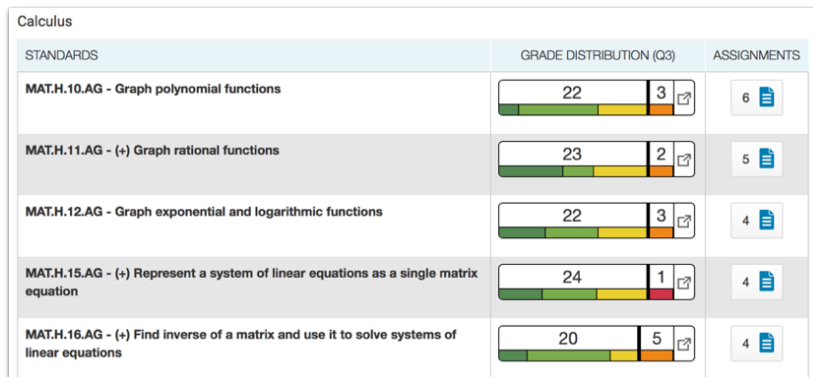 Calculus
STANDARDS GRADE DISTRIBUTION (Q3) ASSIGNMENTS
MAT.H.10.AG - Graph polynomial functions 22 3 6
MAT.H.11.AG - (+) Graph rational functions 23 2 5
MAT.H.12.AG - Graph exponential and logarithmic functions 22 3 4
MAT.H.15.AG - (+) Represent a system of linear equations as a single matrix
equation 24 1 4
MAT.H.16.AG - (+) Find inverse of a matrix and use it to solve systems of
linear equations 20 5 4